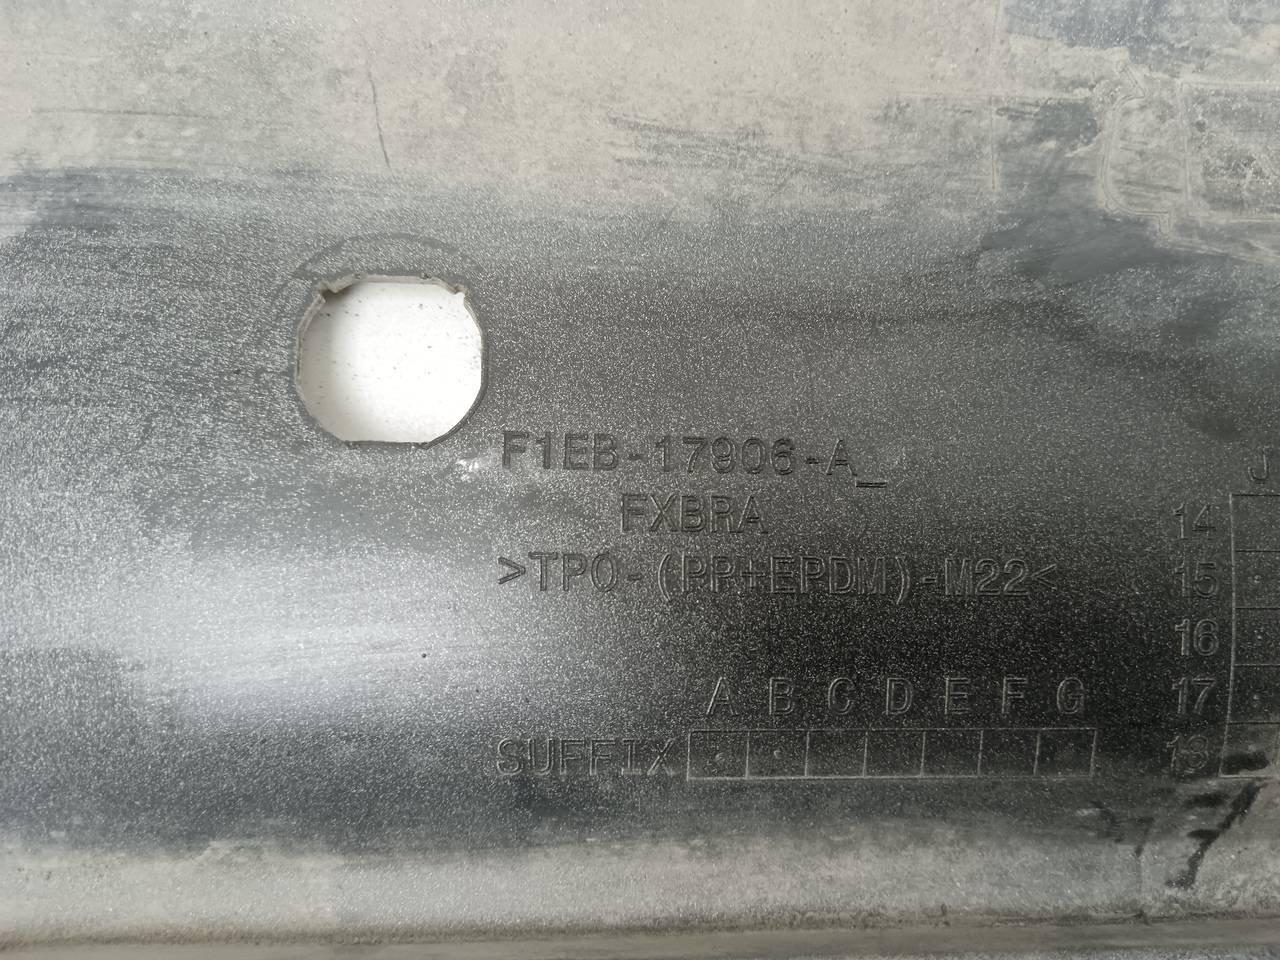 F1EB-17906-A_
FXBRA
>TPO-(PP+EPDM)-M22<
A B C D E F G
SUFFIX
J
14
15
16
17
18